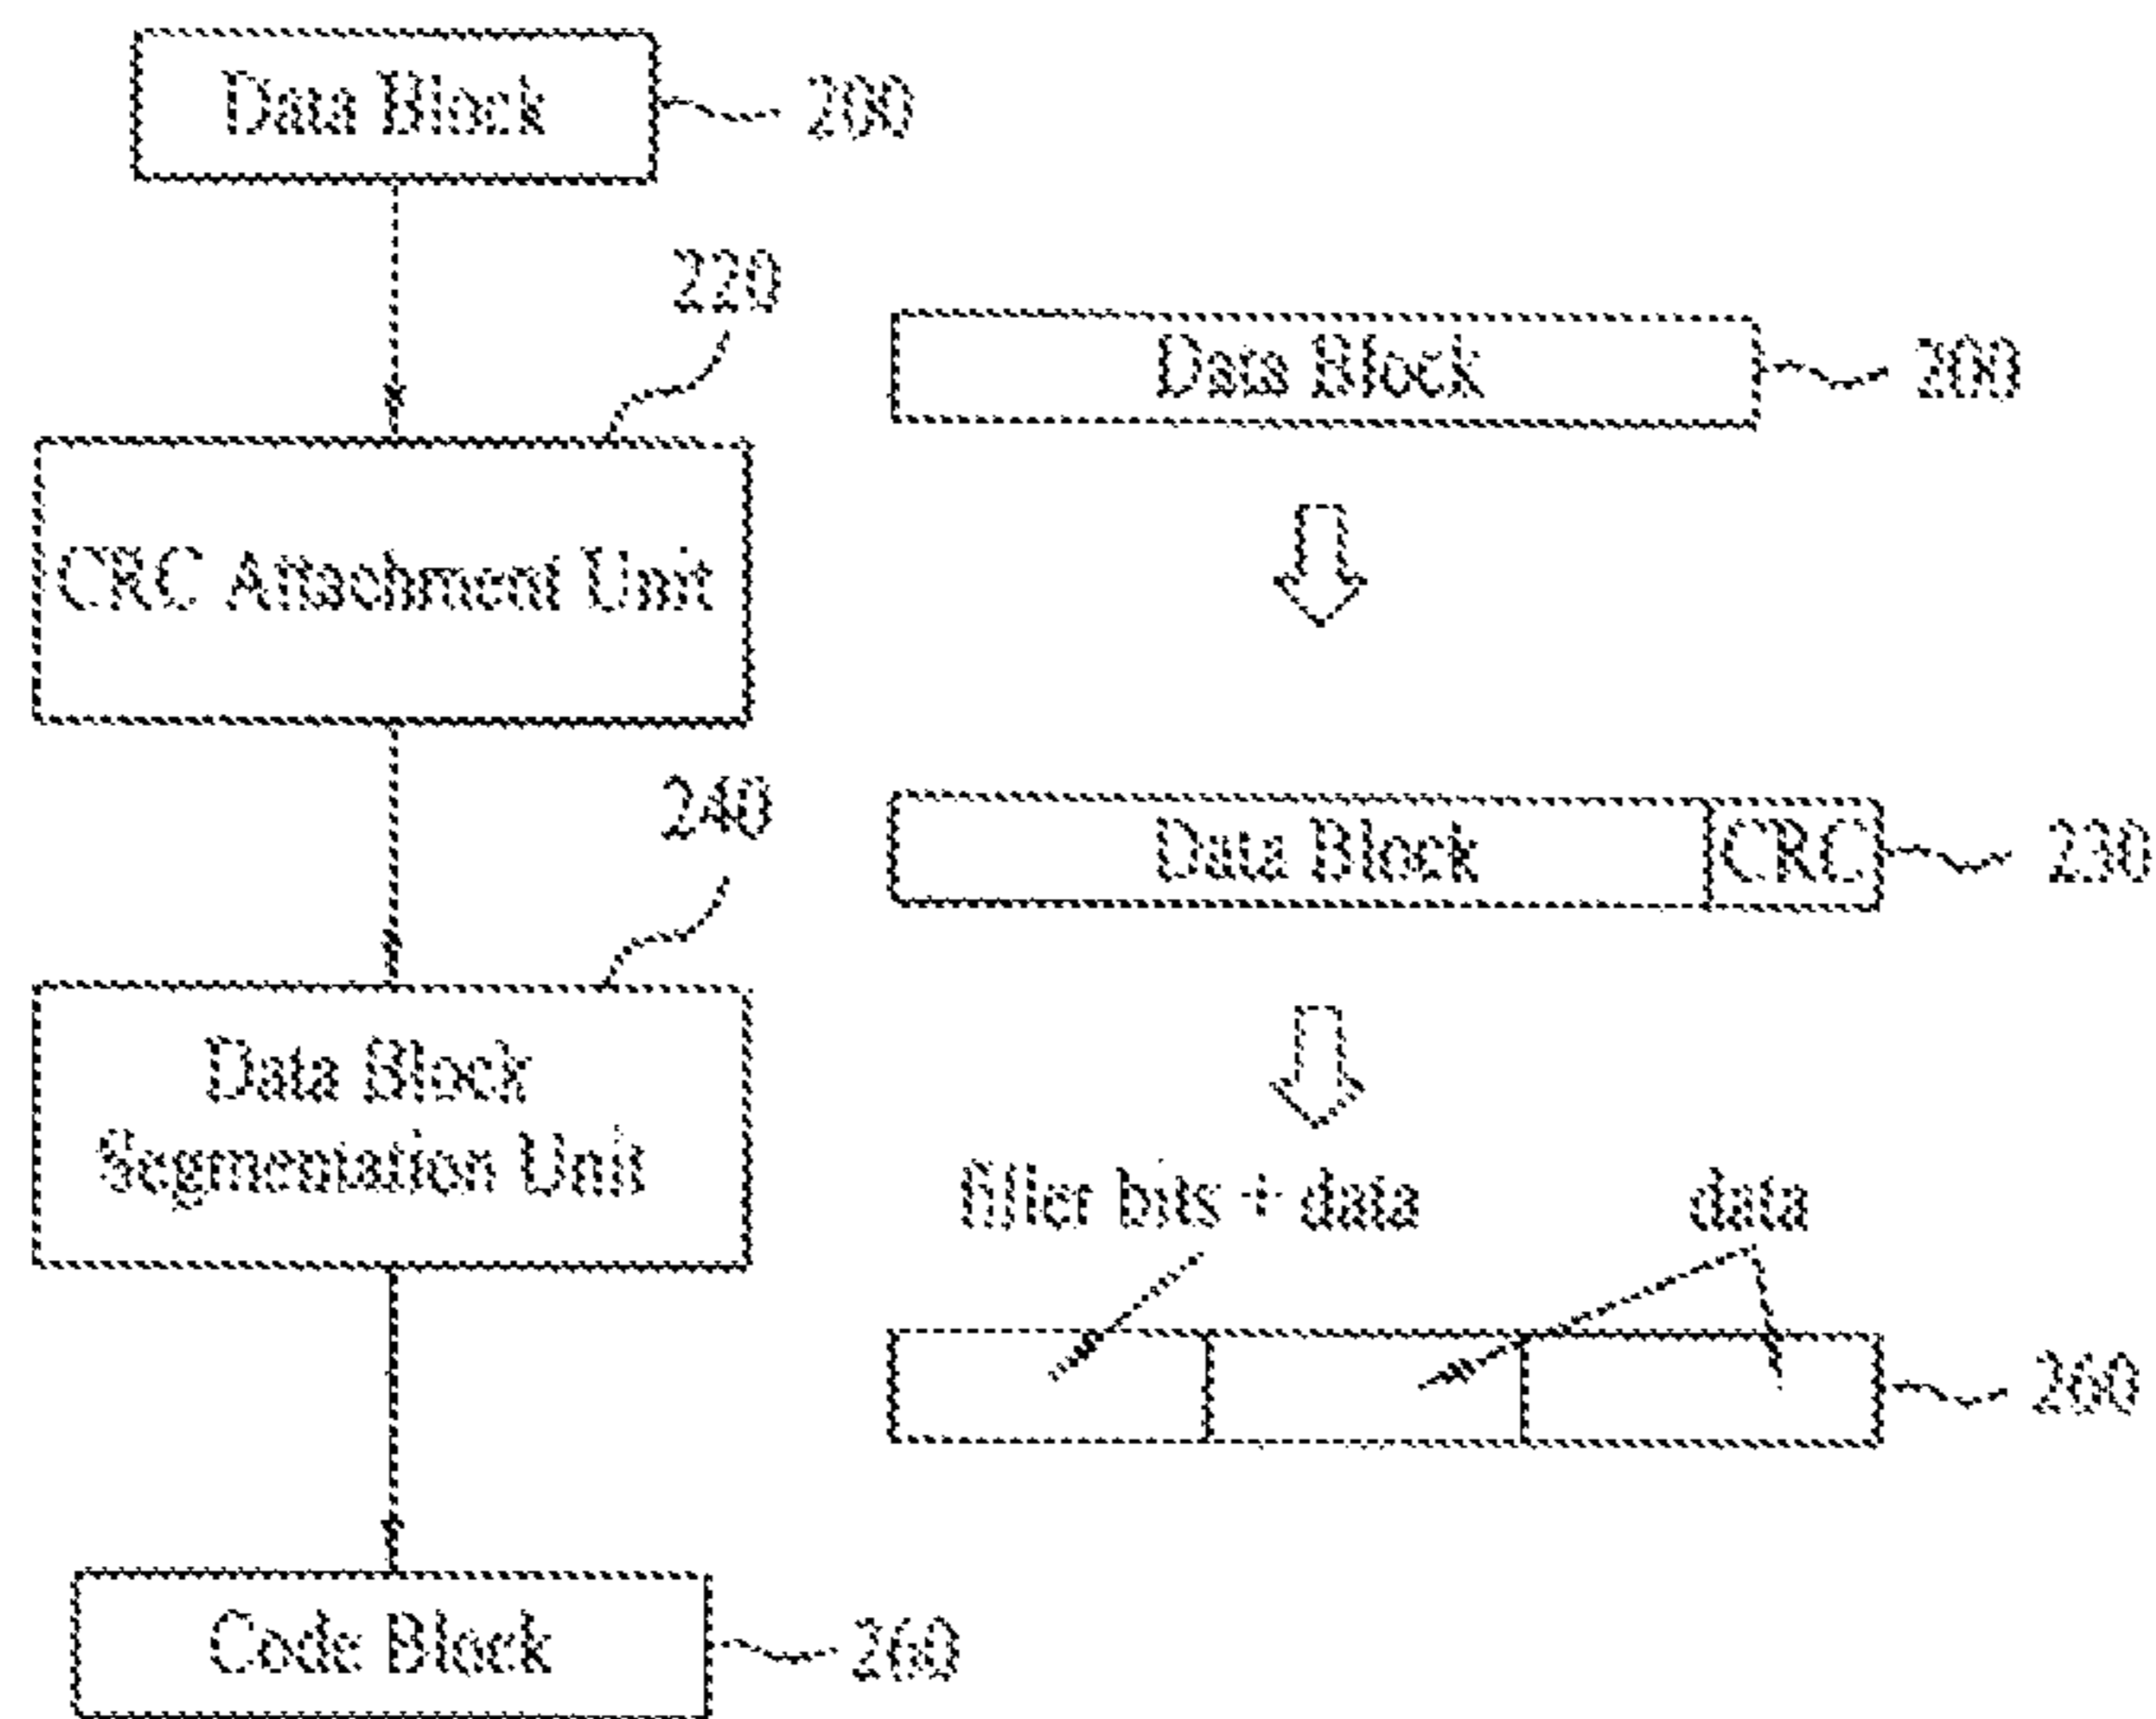 Data Block
200
220
CRC Attachment Unit
240
Data Block
Segmentation Unit
Code Block
260
Data Block
200
Data Block
CRC
230
filler bits + data
data
260